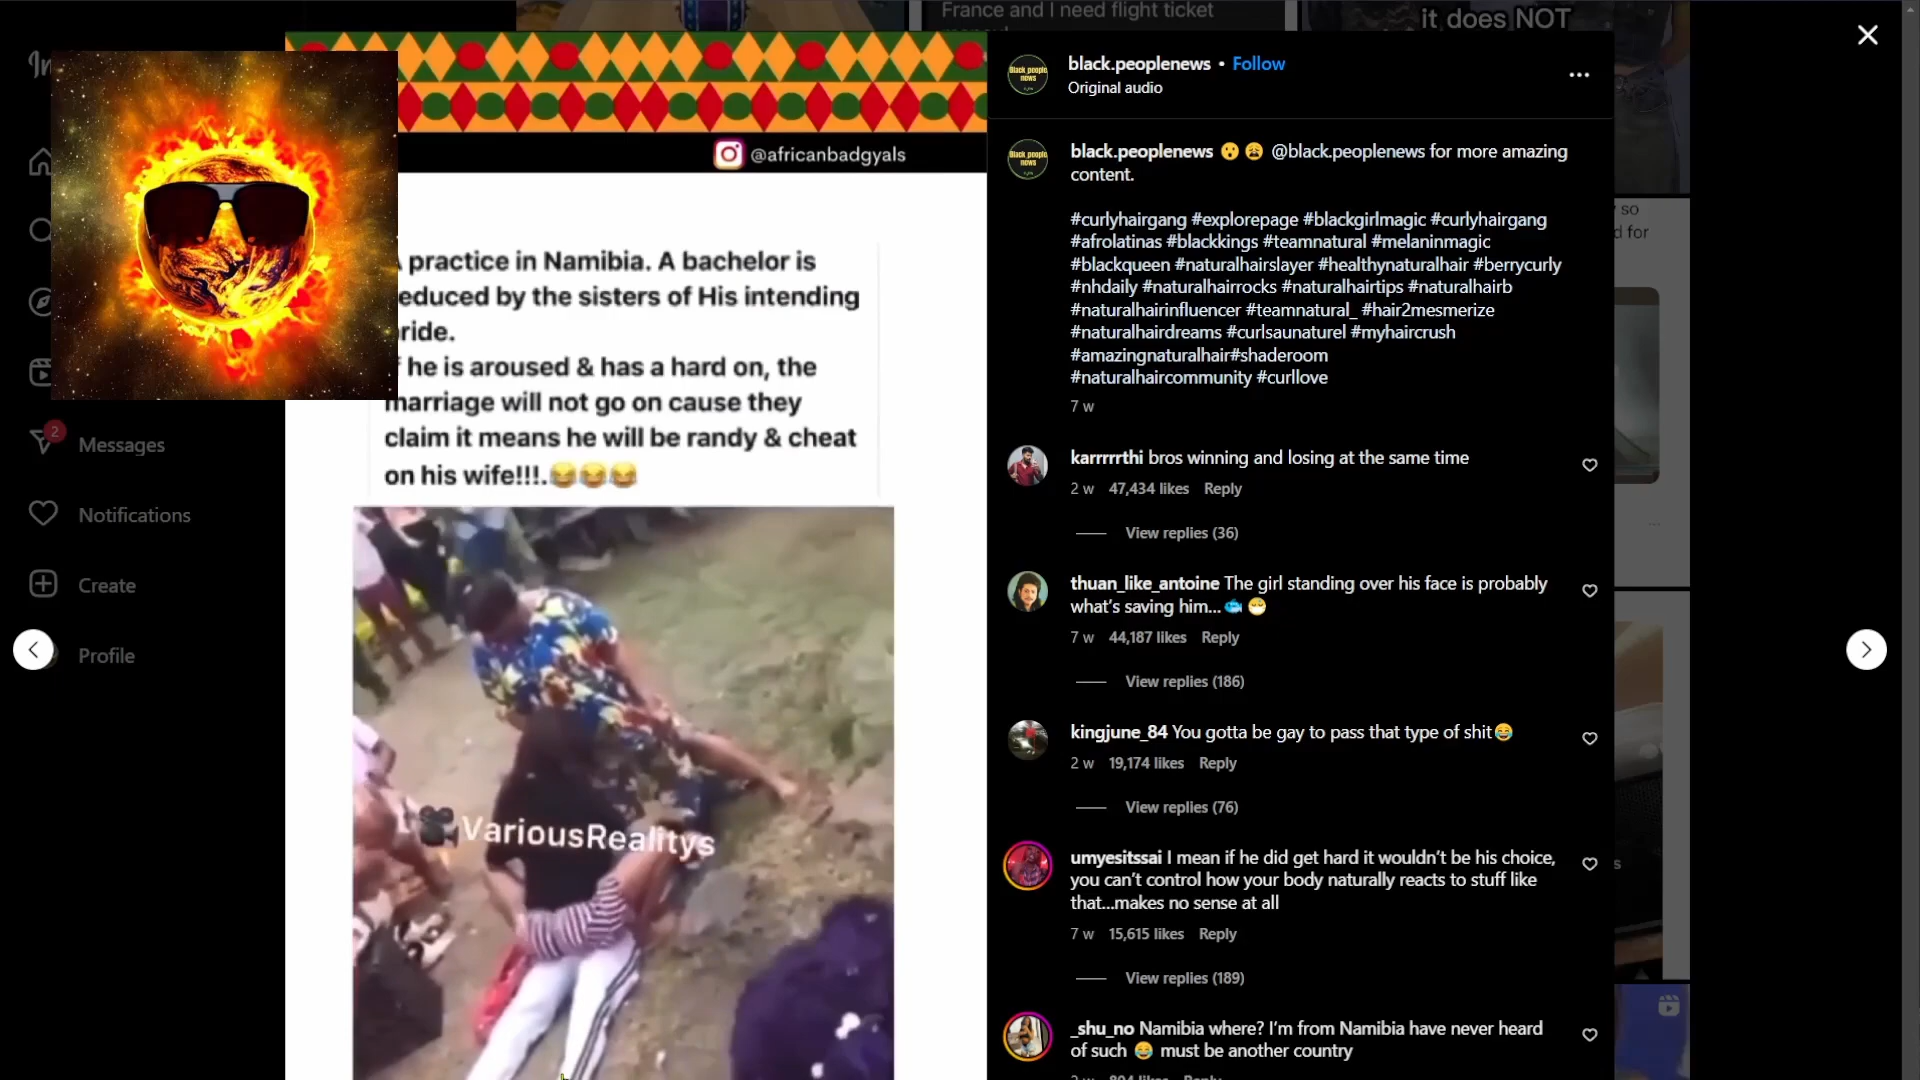 France and I need flight ticket
it does NOT
@africanbadgyals
practice in Namibia. A bachelor is
educed by the sisters of His intending
ride.
he is aroused & has a hard on, the
marriage will not go on cause they
claim it means he will be randy & cheat
on his wife!!!.😂😂😂
VariousRealitys
2
Messages
Notifications
Create
Profile
black.peoplenews • Follow
Original audio
black.peoplenews 😮 😩 @black.peoplenews for more amazing
content.
#curlyhairgang #explorepage #blackgirlmagic #curlyhairgang
#afrolatinas #blackkings #teamnatural #melaninmagic
#blackqueen #naturalhairslayer #healthynaturalhair #berrycurly
#nhdaily #naturalhairrocks #naturalhairtips #naturalhairb
#naturalhairinfluencer #teamnatural_ #hair2mesmerize
#naturalhairdreams #curlsaunaturel #myhaircrush
#amazingnaturalhair#shaderoom
#naturalhaircommunity #curllove
7 w
karrrrrthi bros winning and losing at the same time
2 w 47,434 likes Reply
View replies (36)
thuan_like_antoine The girl standing over his face is probably
what's saving him... 🐟 😷
7 w 44,187 likes Reply
View replies (186)
kingjune_84 You gotta be gay to pass that type of shit😂
2 w 19,174 likes Reply
View replies (76)
umyesitssai I mean if he did get hard it wouldn't be his choice,
you can't control how your body naturally reacts to stuff like
that...makes no sense at all
7 w 15,615 likes Reply
View replies (189)
_shu_no Namibia where? I'm from Namibia have never heard
of such 😂 must be another country
so
d for